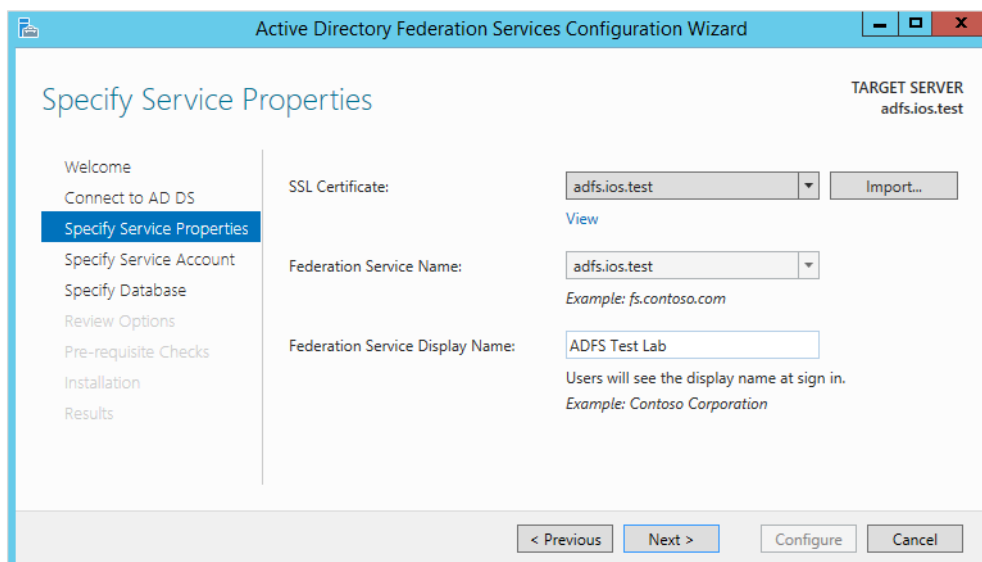 Active Directory Federation Services Configuration Wizard
Specify Service Properties
TARGET SERVER
adfs.ios.test
Welcome
Connect to AD DS
Specify Service Properties
Specify Service Account
Specify Database
Review Options
Pre-requisite Checks
Installation
Results
SSL Certificate:
adfs.ios.test
Import...
View
Federation Service Name:
adfs.ios.test
Example: fs.contoso.com
Federation Service Display Name:
ADFS Test Lab
Users will see the display name at sign in.
Example: Contoso Corporation
< Previous
Next >
Configure
Cancel